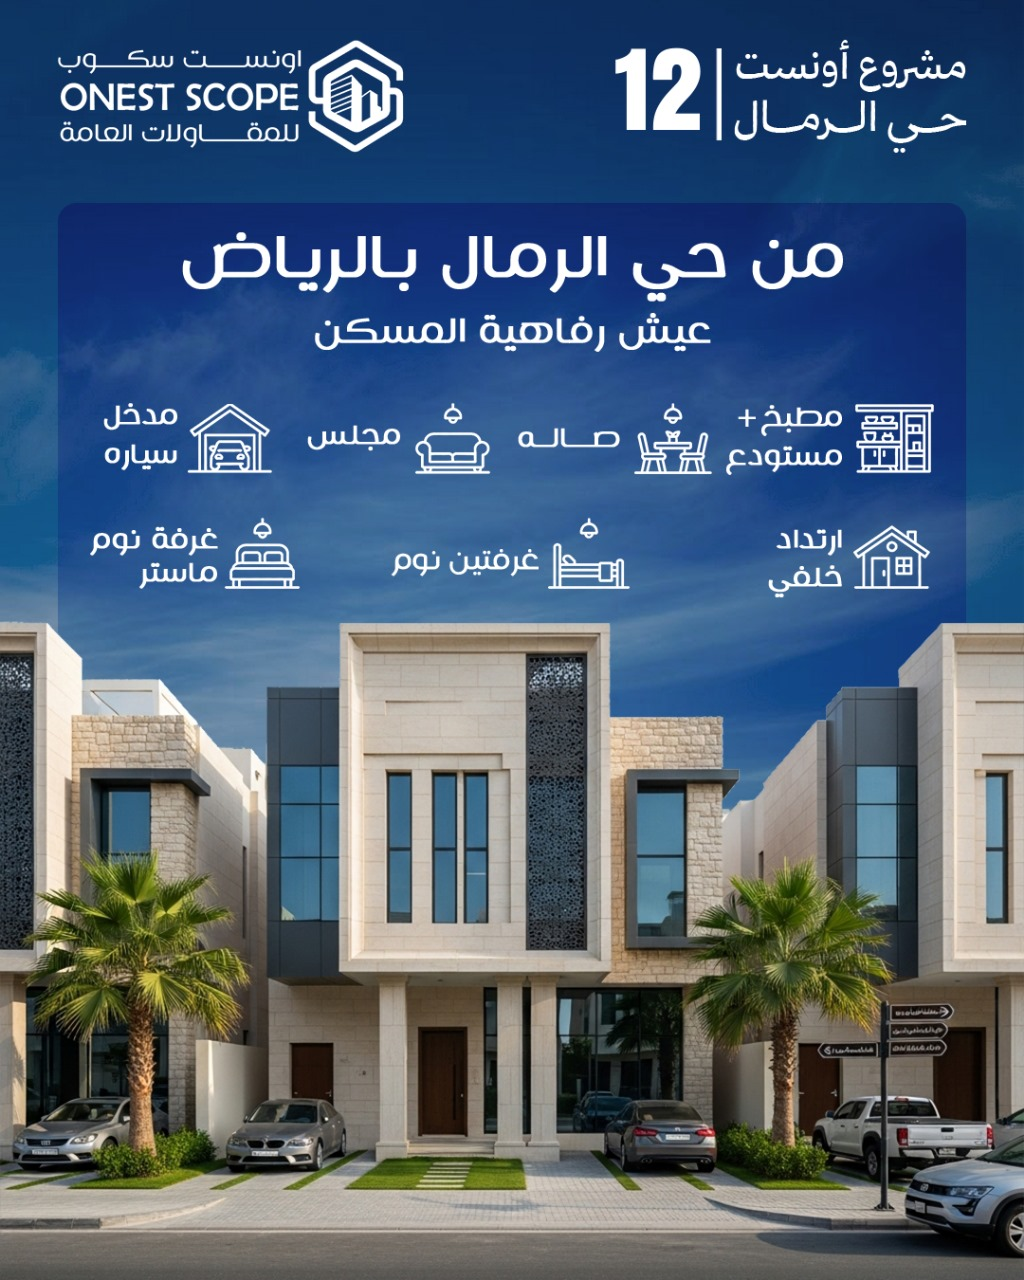 مشروع أونست
حي الرمال
12
اونست سكوب
ONEST SCOPE
للمقاولات العامة
من حي الرمال بالرياض
عيش رفاهية المسكن
مطبخ +
مستودع
صاله
مجلس
مدخل
سياره
ارتداد
خلفي
غرفتين نوم
غرفة نوم
ماستر